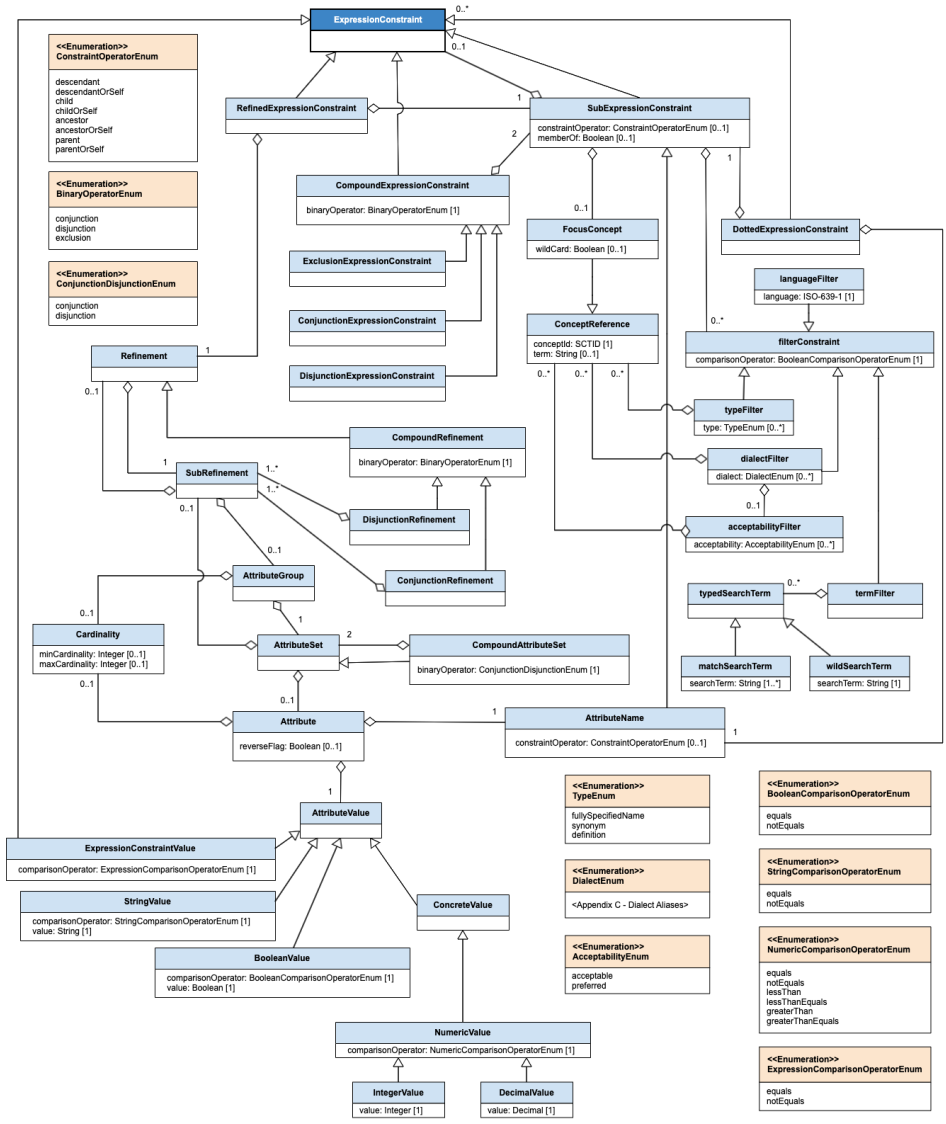 ExpressionConstraint
0..*
0..1
<<Enumeration>>
ConstraintOperatorEnum
descendant
descendantOrSelf
child
childOrSelf
ancestor
ancestorOrSelf
parent
parentOrSelf
RefinedExpressionConstraint
1
SubExpressionConstraint
constraintOperator: ConstraintOperatorEnum [0..1]
memberOf: Boolean [0..1]
2
1
<<Enumeration>>
BinaryOperatorEnum
conjunction
disjunction
exclusion
CompoundExpressionConstraint
binaryOperator: BinaryOperatorEnum [1]
0..1
FocusConcept
wildCard: Boolean [0..1]
DottedExpressionConstraint
ExclusionExpressionConstraint
<<Enumeration>>
ConjunctionDisjunctionEnum
conjunction
disjunction
languageFilter
language: ISO-639-1 [1]
ConjunctionExpressionConstraint
ConceptReference
conceptId: SCTID [1]
term: String [0..1]
0..*
filterConstraint
comparisonOperator: BooleanComparisonOperatorEnum [1]
Refinement
1
0..1
DisjunctionExpressionConstraint
0..*
0..*
0..*
typeFilter
type: TypeEnum [0..*]
CompoundRefinement
binaryOperator: BinaryOperatorEnum [1]
dialectFilter
dialect: DialectEnum [0..*]
0..1
1
SubRefinement
1..*
1..*
0..1
DisjunctionRefinement
acceptabilityFilter
acceptability: AcceptabilityEnum [0..*]
0..1
AttributeGroup
ConjunctionRefinement
typedSearchTerm
0..*
termFilter
0..1
1
Cardinality
minCardinality: Integer [0..1]
maxCardinality: Integer [0..1]
0..1
AttributeSet
2
CompoundAttributeSet
binaryOperator: ConjunctionDisjunctionEnum [1]
matchSearchTerm
searchTerm: String [1..*]
wildSearchTerm
searchTerm: String [1]
0..1
Attribute
reverseFlag: Boolean [0..1]
1
AttributeName
constraintOperator: ConstraintOperatorEnum [0..1]
1
1
AttributeValue
<<Enumeration>>
TypeEnum
fullySpecifiedName
synonym
definition
<<Enumeration>>
BooleanComparisonOperatorEnum
equals
notEquals
ExpressionConstraintValue
comparisonOperator: ExpressionComparisonOperatorEnum [1]
<<Enumeration>>
DialectEnum
<Appendix C - Dialect Aliases>
<<Enumeration>>
StringComparisonOperatorEnum
equals
notEquals
StringValue
comparisonOperator: StringComparisonOperatorEnum [1]
value: String [1]
ConcreteValue
BooleanValue
comparisonOperator: BooleanComparisonOperatorEnum [1]
value: Boolean [1]
<<Enumeration>>
AcceptabilityEnum
acceptable
preferred
<<Enumeration>>
NumericComparisonOperatorEnum
equals
notEquals
lessThan
lessThanEquals
greaterThan
greaterThanEquals
NumericValue
comparisonOperator: NumericComparisonOperatorEnum [1]
<<Enumeration>>
ExpressionComparisonOperatorEnum
equals
notEquals
IntegerValue
value: Integer [1]
DecimalValue
value: Decimal [1]